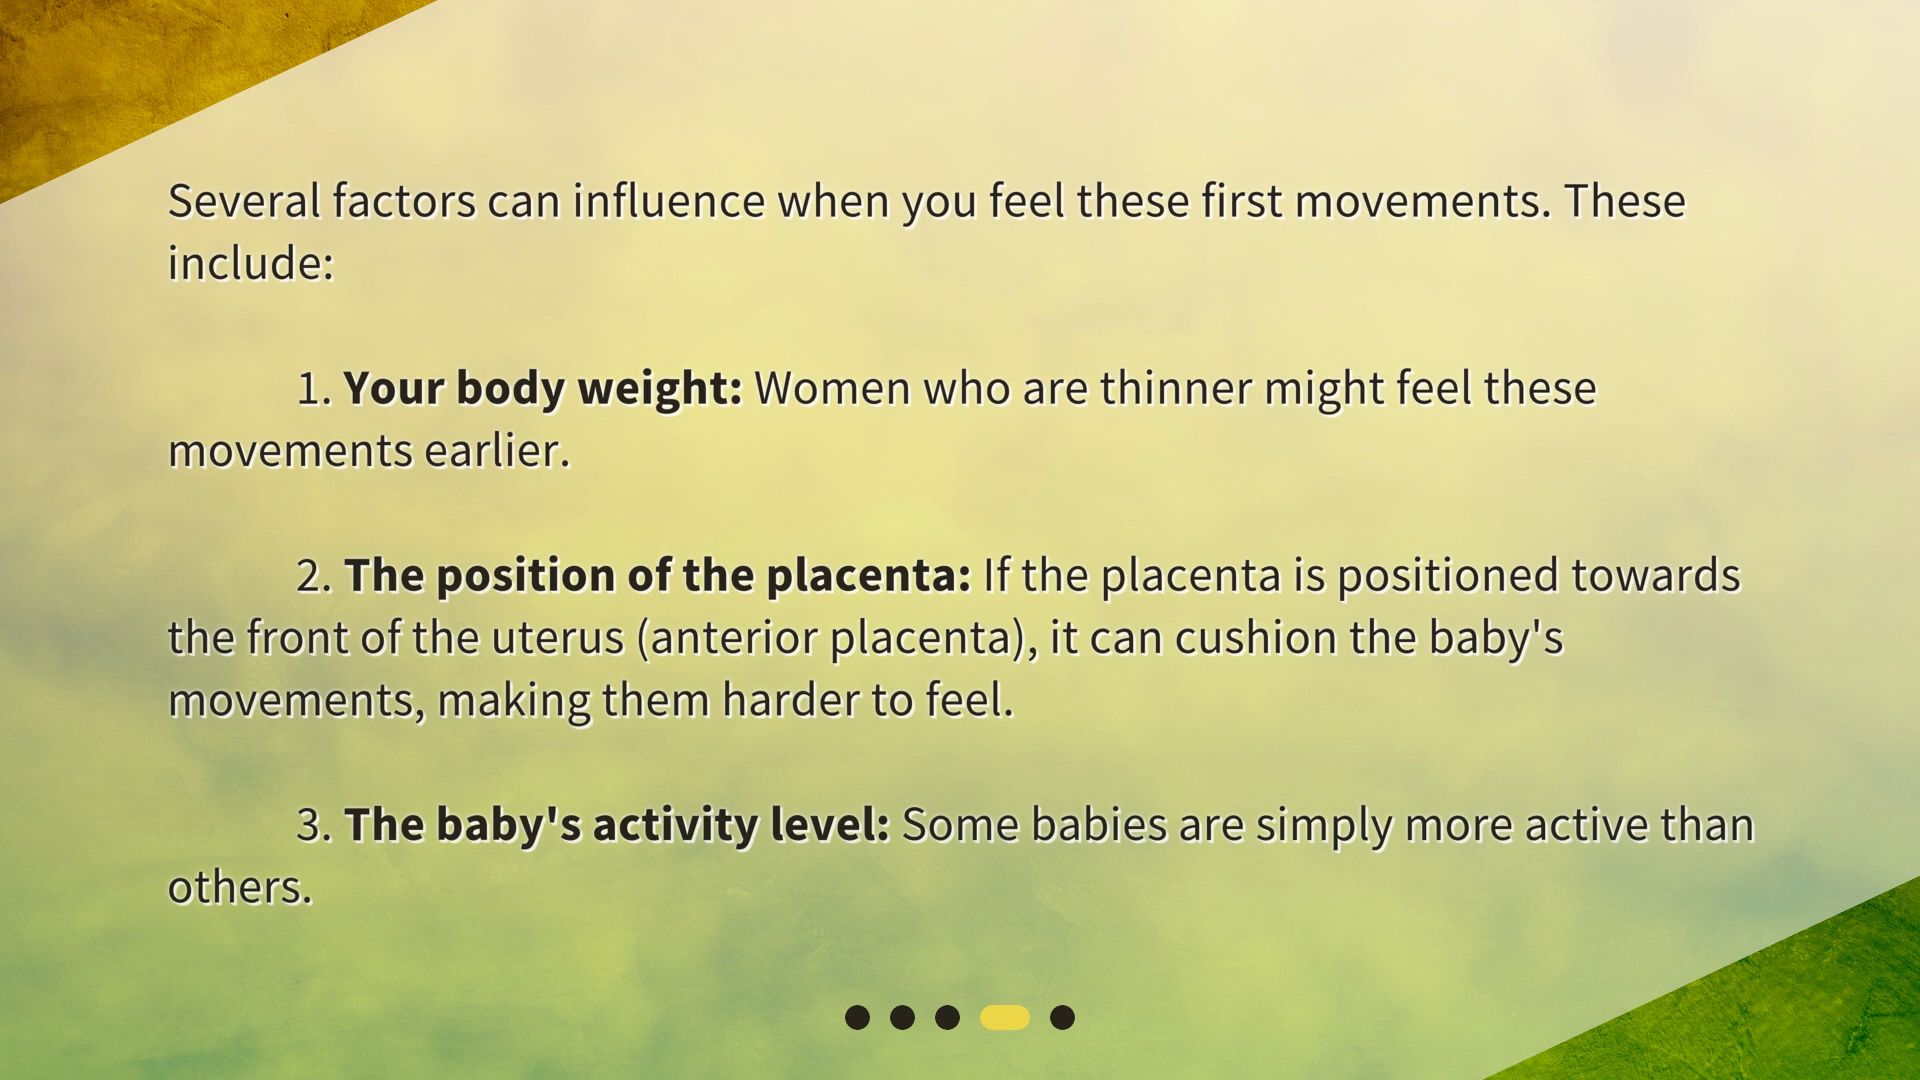 Several factors can influence when you feel these first movements. These
include:
1. Your body weight: Women who are thinner might feel these
movements earlier.
2. The position of the placenta: If the placenta is positioned towards
the front of the uterus (anterior placenta), it can cushion the baby's
movements, making them harder to feel.
3. The baby's activity level: Some babies are simply more active than
others.